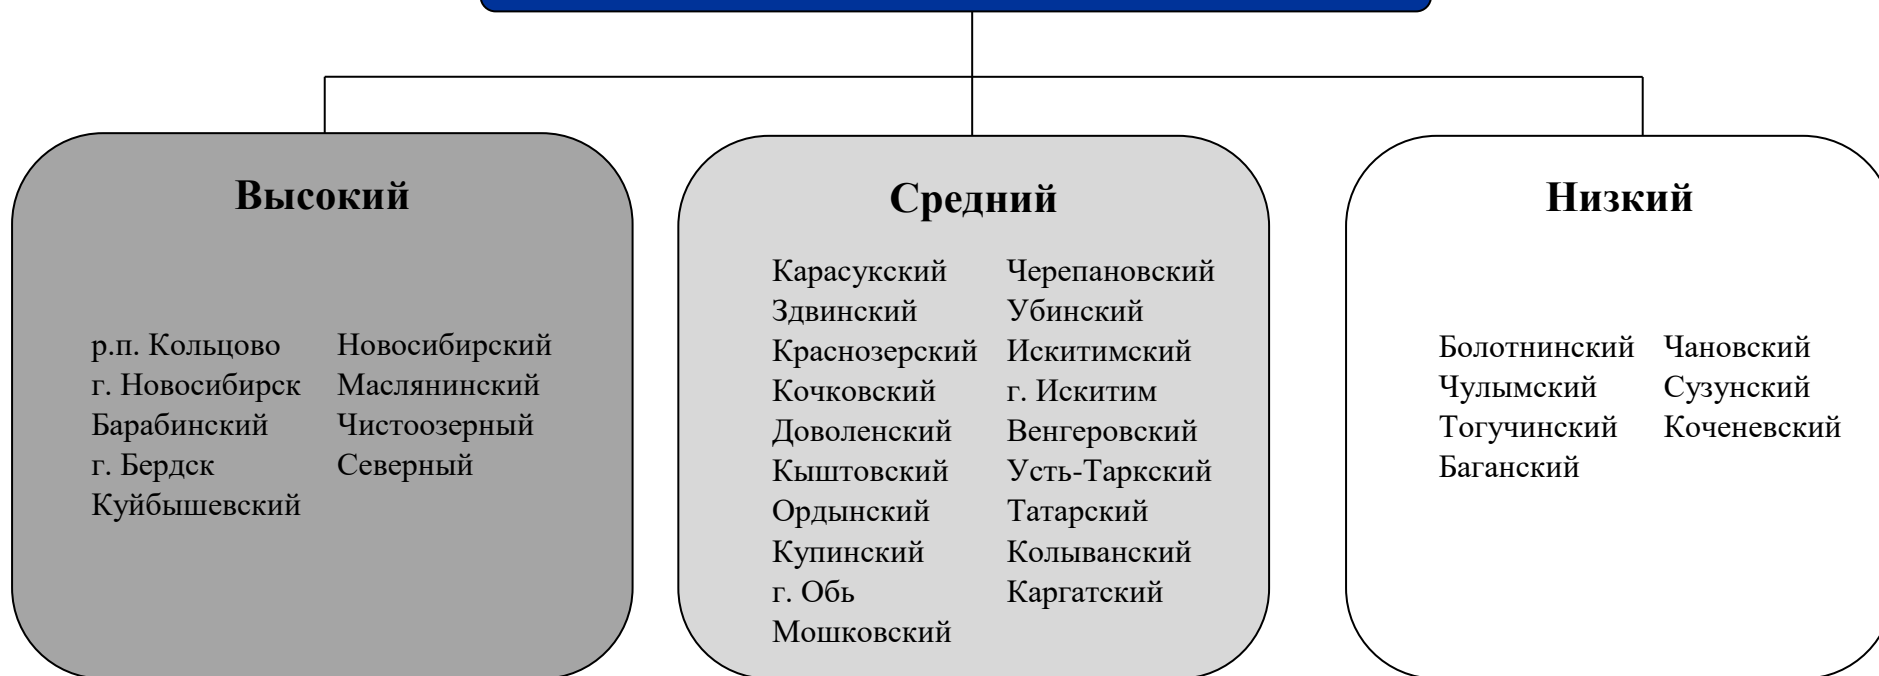 Высокий
р.п. Кольцово
г. Новосибирск
Барабинский
г. Бердск
Куйбышевский
Новосибирский
Маслянинский
Чистоозерный
Северный
Средний
Карасукский
Здвинский
Краснозерский
Кочковский
Доволенский
Кыштовский
Ордынский
Купинский
г. Обь
Мошковский
Черепановский
Убинский
Искитимский
г. Искитим
Венгеровский
Усть-Таркский
Татарский
Колыванский
Каргатский
Низкий
Болотнинский
Чулымский
Тогучинский
Баганский
Чановский
Сузунский
Коченевский